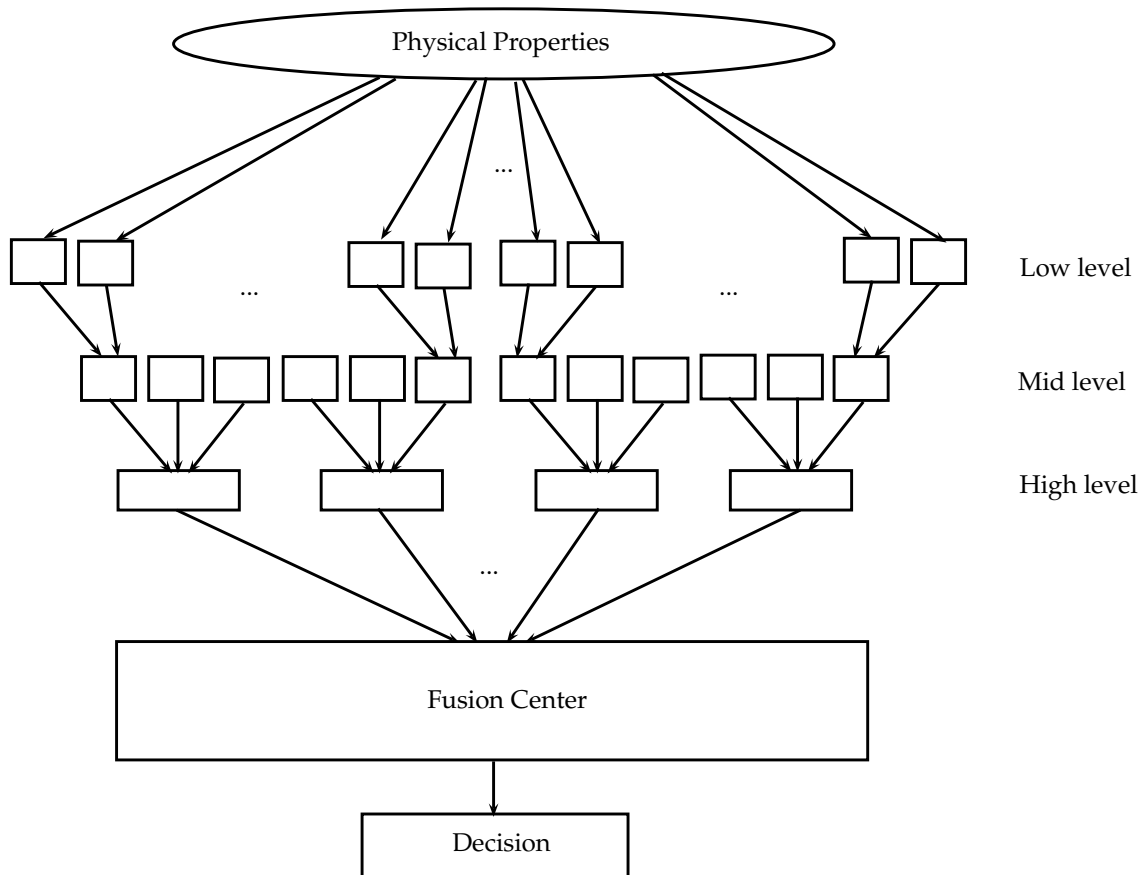 Physical Properties
...
Low level
...
...
Mid level
High level
...
Fusion Center
Decision